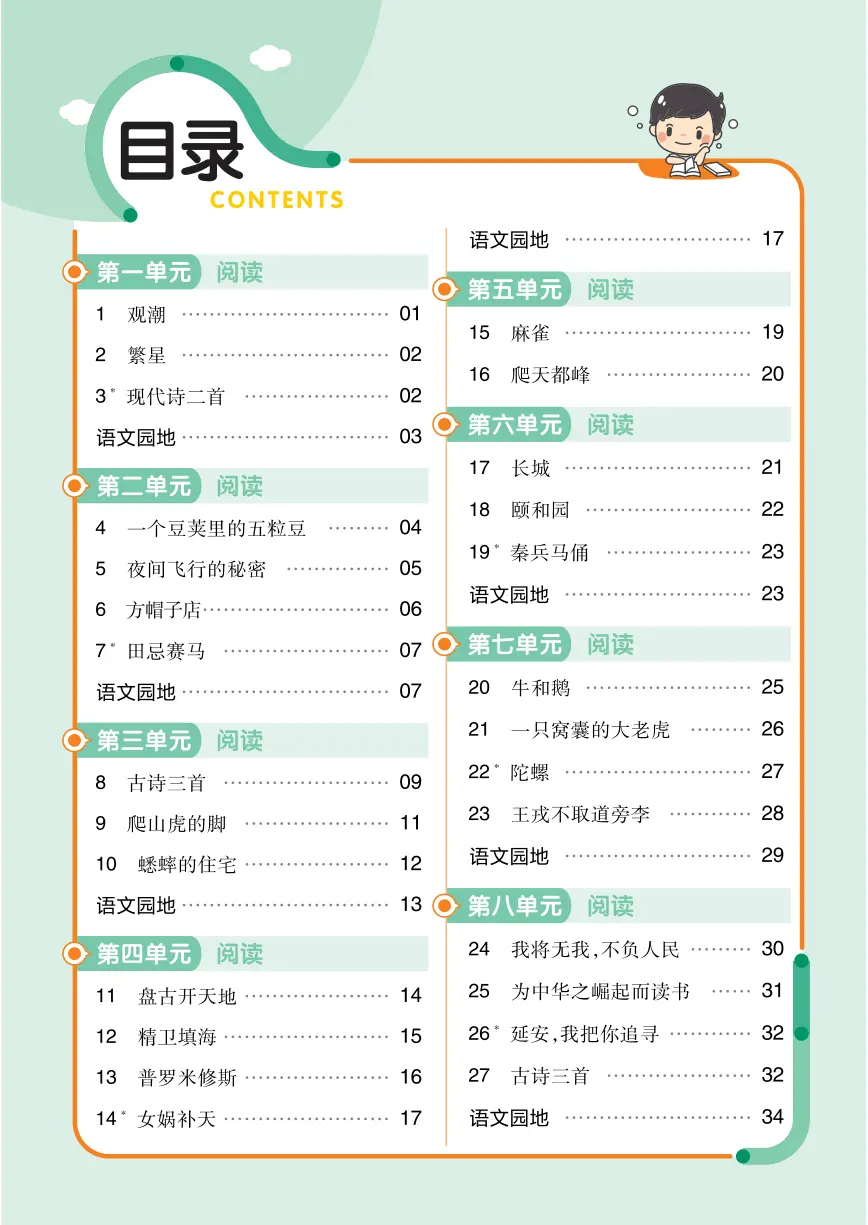 目录
CONTENTS
第一单元 阅读
1 观潮 …………………………… 01
2 繁星 …………………………… 02
3* 现代诗二首 …………………… 02
语文园地 …………………………… 03
第二单元 阅读
4 一个豆荚里的五粒豆 ……… 04
5 夜间飞行的秘密 …………… 05
6 方帽子店 ……………………… 06
7* 田忌赛马 ……………………… 07
语文园地 …………………………… 07
第三单元 阅读
8 古诗三首 ……………………… 09
9 爬山虎的脚 …………………… 11
10 蟋蟀的住宅 ………………… 12
语文园地 …………………………… 13
第四单元 阅读
11 盘古开天地 ………………… 14
12 精卫填海 …………………… 15
13 普罗米修斯 ………………… 16
14* 女娲补天 …………………… 17
语文园地 ……………………… 17
第五单元 阅读
15 麻雀 ……………………… 19
16 爬天都峰 ………………… 20
第六单元 阅读
17 长城 ……………………… 21
18 颐和园 …………………… 22
19* 秦兵马俑 ………………… 23
语文园地 ……………………… 23
第七单元 阅读
20 牛和鹅 …………………… 25
21 一只窝囊的大老虎 ……… 26
22* 陀螺 ……………………… 27
23 王戎不取道旁李 ………… 28
语文园地 ……………………… 29
第八单元 阅读
24 我将无我,不负人民 ……… 30
25 为中华之崛起而读书 …… 31
26* 延安,我把你追寻 ………… 32
27 古诗三首 ………………… 32
语文园地 ……………………… 34